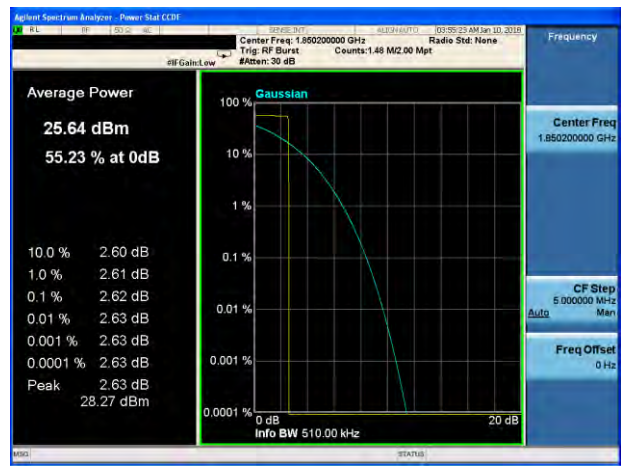 Agilent Spectrum Analyzer - Power Stat CCDF
RL RF 50 Ω AC SENSE:INT ALIGN AUTO 03:55:23 AM Jan 10, 2018
Center Freq: 1.850200000 GHz Radio Std: None
Trig: RF Burst Counts:1.48 M/2.00 Mpt
#IFGain:Low #Atten: 30 dB
Frequency
Average Power
25.64 dBm
55.23 % at 0dB
10.0 % 2.60 dB
1.0 % 2.61 dB
0.1 % 2.62 dB
0.01 % 2.63 dB
0.001 % 2.63 dB
0.0001 % 2.63 dB
Peak 2.63 dB
28.27 dBm
Gaussian
100 %
10 %
1 %
0.1 %
0.01 %
0.001 %
0.0001 %
0 dB 20 dB
Info BW 510.00 kHz
Center Freq
1.850200000 GHz
CF Step
5.000000 MHz
Auto Man
Freq Offset
0 Hz
MSG STATUS